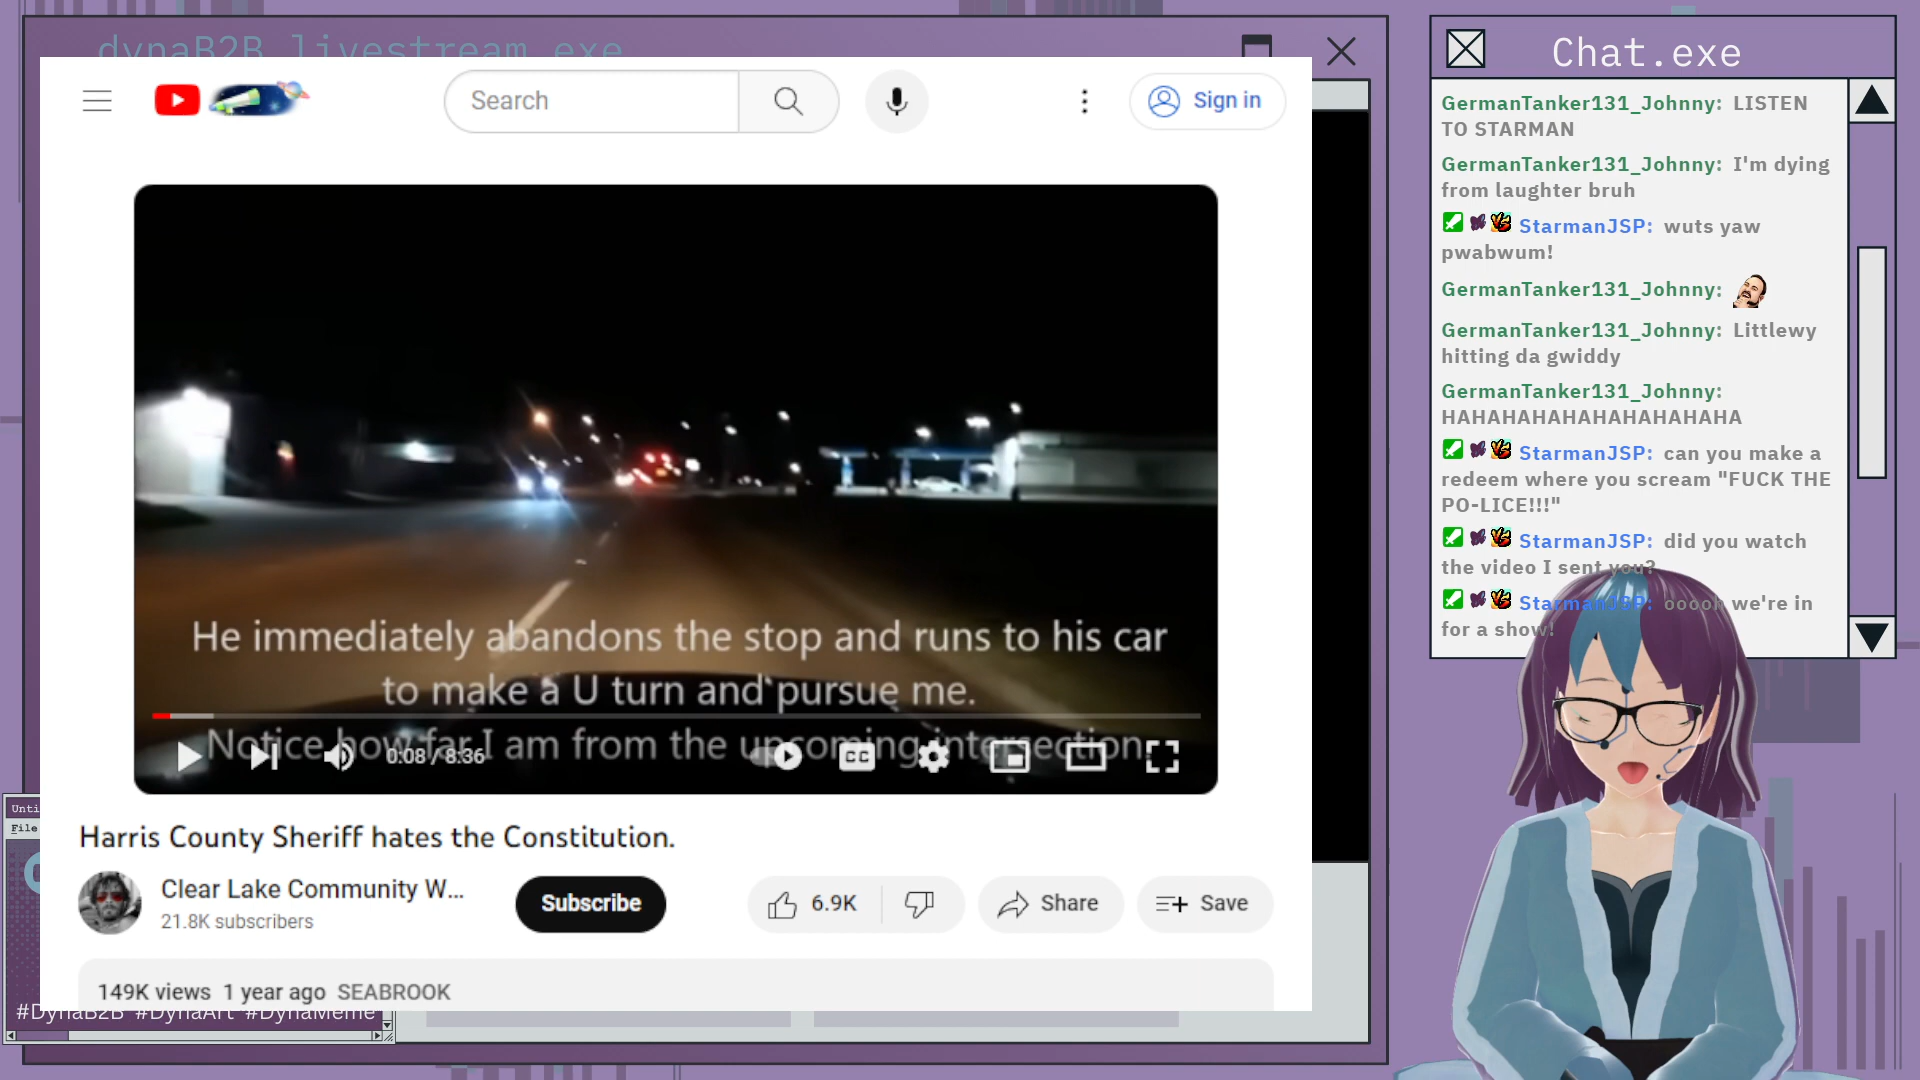 dynaB2B livestream.exe
Search
Sign in
He immediately abandons the stop and runs to his car
to make a U turn and pursue me.
Notice how far I am from the upcoming intersection.
0:08 / 8:36
CC
Harris County Sheriff hates the Constitution.
Clear Lake Community W...
21.8K subscribers
Subscribe
6.9K
Share
Save
149K views 1 year ago SEABROOK
Unti
File
#DynaB2B #DynaArt #DynaMeme
Chat.exe
GermanTanker131_Johnny: LISTEN
TO STARMAN
GermanTanker131_Johnny: I'm dying
from laughter bruh
StarmanJSP: wuts yaw
pwabwum!
GermanTanker131_Johnny:
GermanTanker131_Johnny: Littlewy
hitting da gwiddy
GermanTanker131_Johnny:
HAHAHAHAHAHAHAHAHAHA
StarmanJSP: can you make a
redeem where you scream "FUCK THE
PO-LICE!!!"
StarmanJSP: did you watch
the video I sent you?
StarmanJSP: ooooh we're in
for a show!